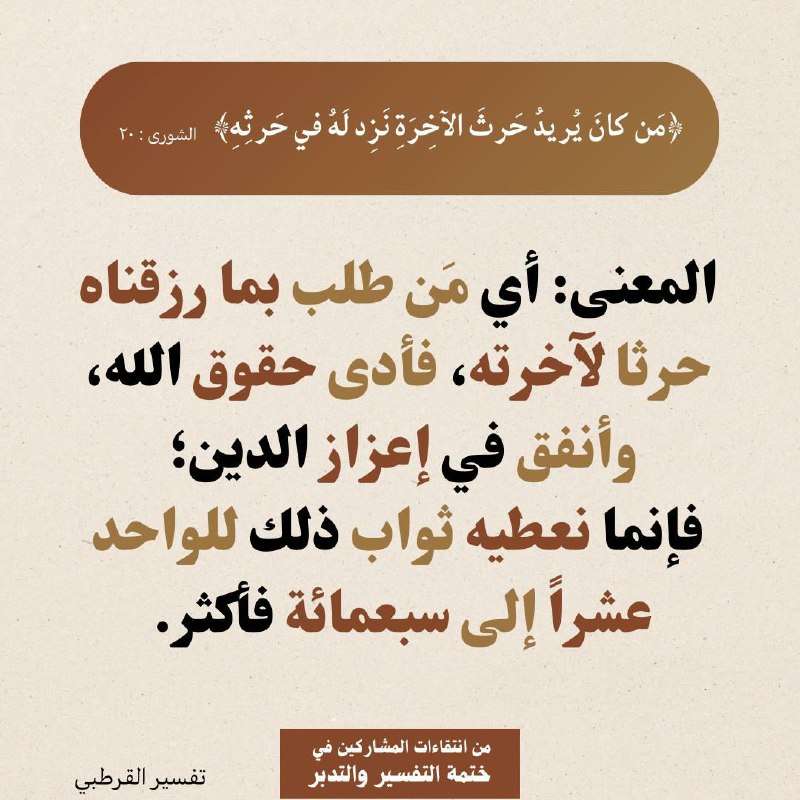 ﴿مَن كانَ يُريدُ حَرثَ الآخِرَةِ نَزِد لَهُ في حَرثِهِ﴾ الشورى : ٢٠
المعنى: أي مَن طلب بما رزقناه
حرثا لآخرته، فأدى حقوق الله،
وأنفق في إعزاز الدين؛
فإنما نعطيه ثواب ذلك للواحد
عشراً إلى سبعمائة فأكثر.
من انتقاءات المشاركين في
ختمة التفسير والتدبر
تفسير القرطبي